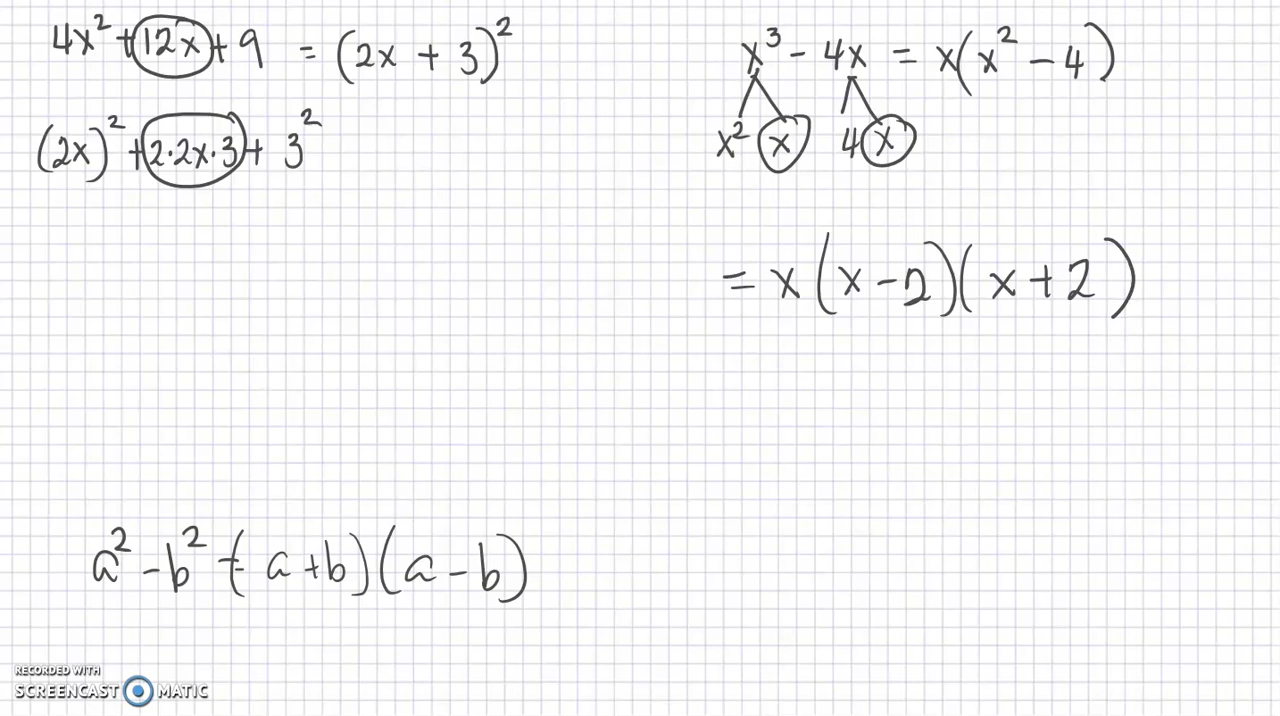 4x² + 12x + 9 = (2x + 3)²
(2x)² + 2·2x·3 + 3²
x³ - 4x = x(x² - 4)
x² x 4 x
= x(x - 2)(x + 2)
a² - b² = (a + b)(a - b)
RECORDED WITH
SCREENCAST MATIC